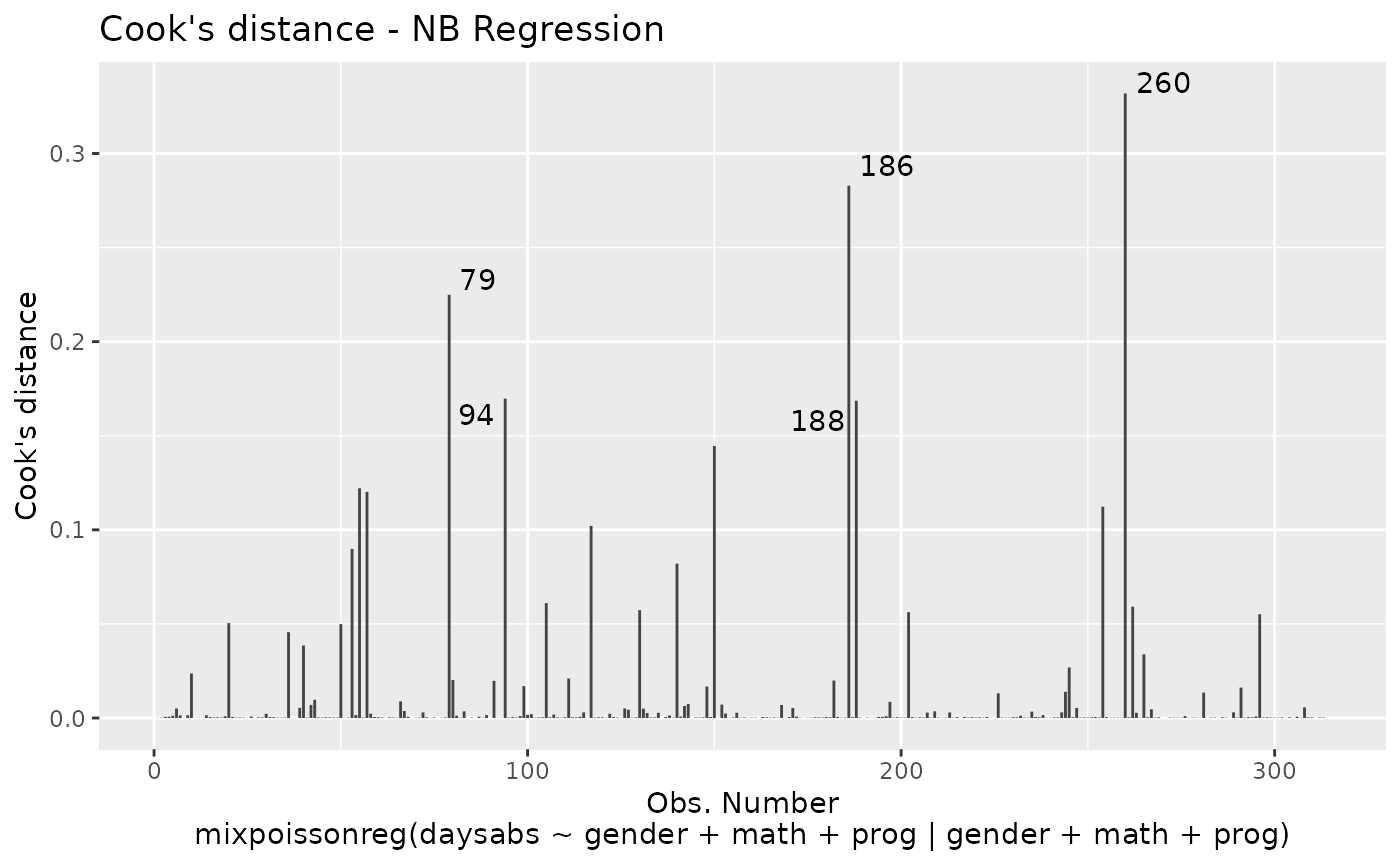 Cook's distance - NB Regression
260
0.3
186
79
0.2
94
188
Cook's distance
0.1
0.0
0 100 200 300
Obs. Number
mixpoissonreg(daysabs ~ gender + math + prog | gender + math + prog)